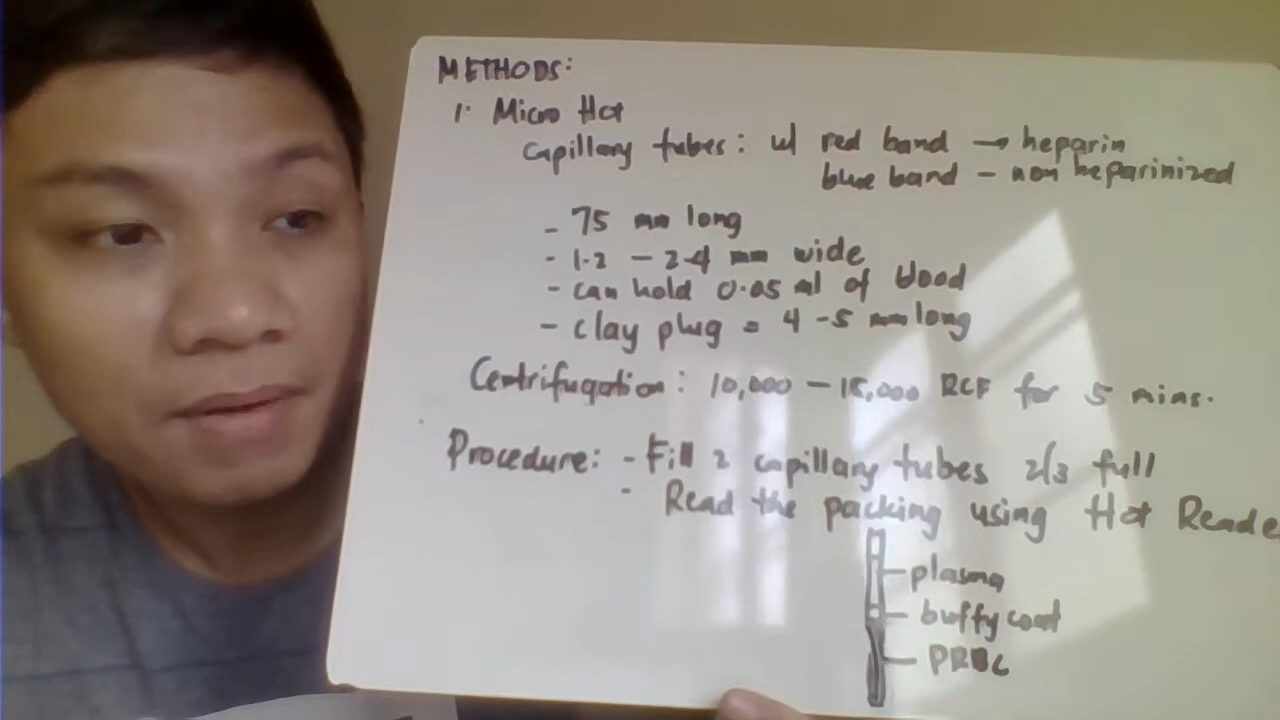 METHODS:
1. Micro Hct
capillary tubes: w/ red band → heparin
blue band - non heparinized
- 75 mm long
- 1.2 - 2.4 mm wide
- can hold 0.05 ml of blood
- clay plug = 4-5 mm long
Centrifugation: 10,000 - 15,000 RCF for 5 mins.
Procedure: - Fill 2 capillary tubes 2/3 full
- Read the packing using Hct Reade
plasma
buffy coat
PRBC